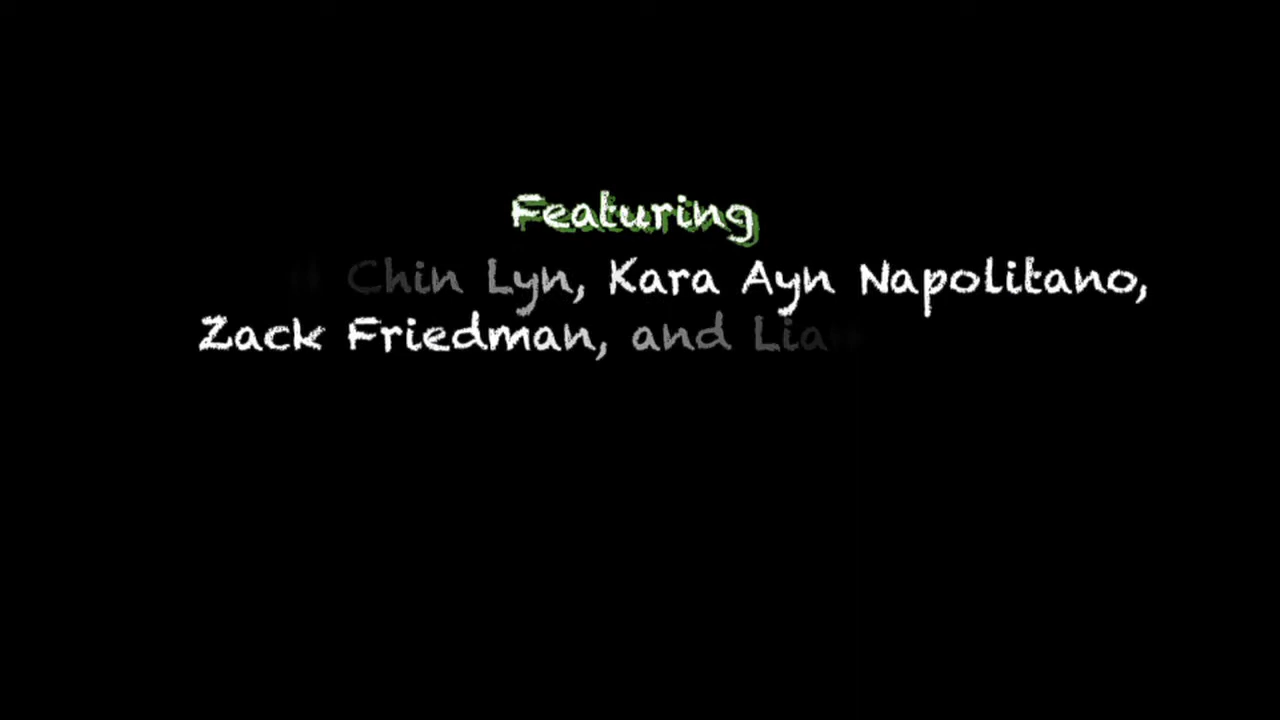 Featuring
Chin Lyn, Kara Ayn Napolitano,
Zack Friedman, and